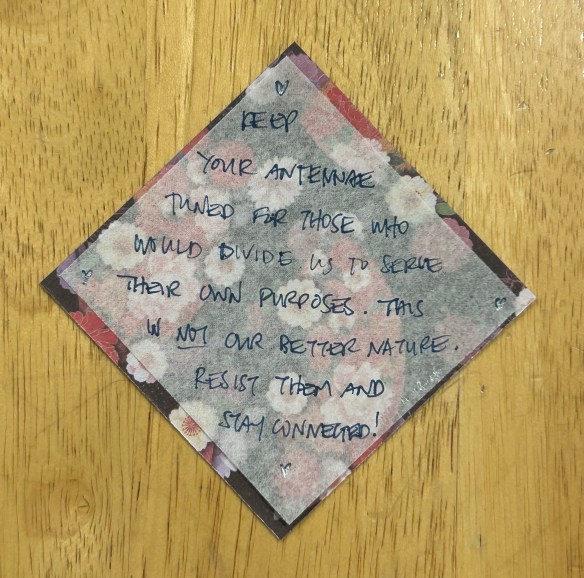 KEEP
YOUR ANTENNAE
TUNED FOR THOSE WHO
WOULD DIVIDE US TO SERVE
THEIR OWN PURPOSES. THIS
IS NOT OUR BETTER NATURE.
RESIST THEM AND
STAY CONNECTED!